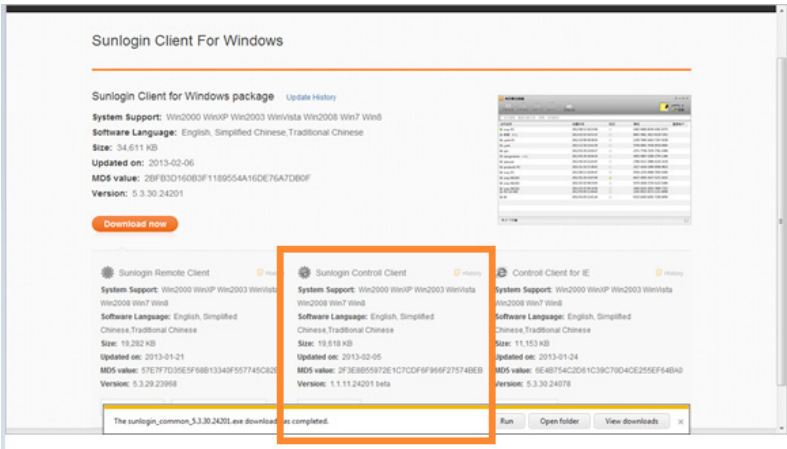 Sunlogin Client For Windows
Sunlogin Client for Windows package Update History
System Support: Win2000 WinXP Win2003 WinVista Win2008 Win7 Win8
Software Language: English, Simplified Chinese,Traditional Chinese
Size: 34,611 KB
Updated on: 2013-02-06
MD5 value: 2BFB3D160B3F1189554A16DE76A7DB0F
Version: 5.3.30.24201
Download now
Sunlogin Remote Client
System Support: Win2000 WinXP Win2003 WinVista
Win2008 Win7 Win8
Software Language: English, Simplified
Chinese,Traditional Chinese
Size: 19,282 KB
Updated on: 2013-01-21
MD5 value: 57E7F7D35E5F68B13340F557745C82E
Version: 5.3.29.23968
Sunlogin Controll Client History
System Support: Win2000 WinXP Win2003 WinVista
Win2008 Win7 Win8
Software Language: English, Simplified
Chinese,Traditional Chinese
Size: 19,618 KB
Updated on: 2013-02-05
MD5 value: 2F3E8B55972E1C7CDF6F966F27574BEB
Version: 1.1.11.24201 beta
Control Client for IE History
System Support: Win2000 WinXP Win2003 WinVista
Win2008 Win7 Win8
Software Language: English, Simplified
Chinese,Traditional Chinese
Size: 11,153 KB
Updated on: 2013-01-24
MD5 value: 6E4B754C2D61C39C70D4CE255EF64BA0
Version: 5.3.30.24078
The sunlogin_common_5.3.30.24201.exe download has completed.
Run Open folder View downloads ×